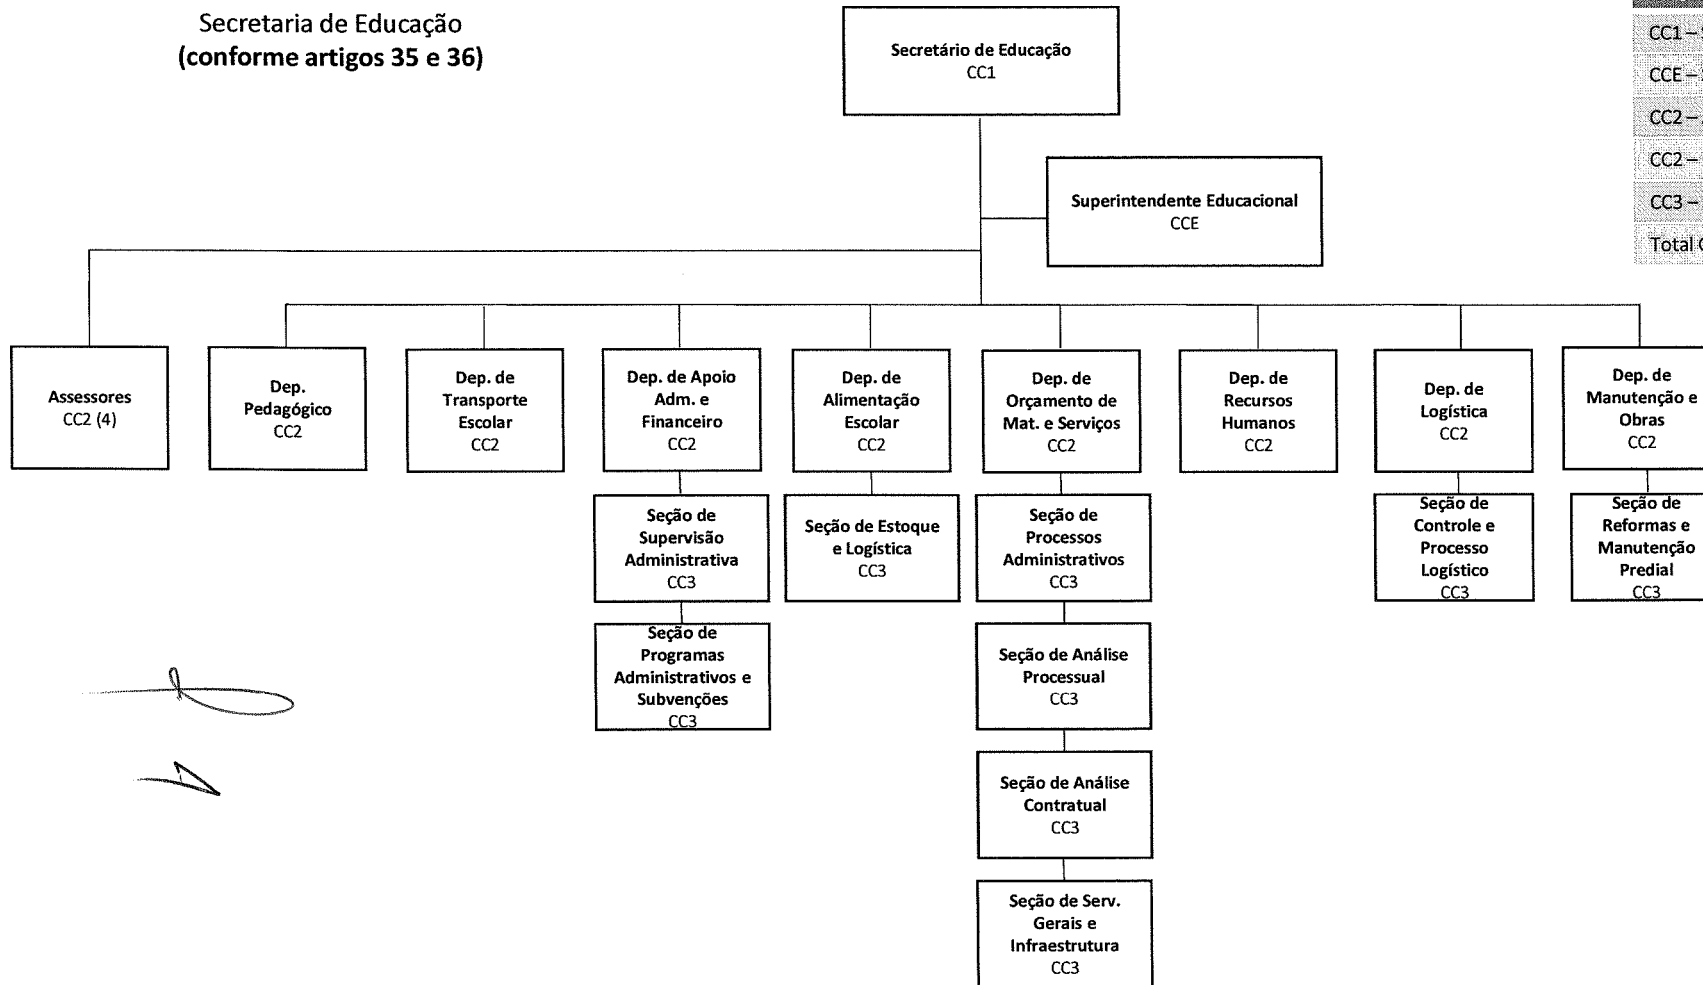 Secretaria de Educação
(conforme artigos 35 e 36)
Secretário de Educação
CC1
CC1 –
CCE –
CC2 –
CC2 –
CC3 –
Total
Superintendente Educacional
CCE
Assessores
CC2 (4)
Dep.
Pedagógico
CC2
Dep. de
Transporte
Escolar
CC2
Dep. de Apoio
Adm. e
Financeiro
CC2
Dep. de
Alimentação
Escolar
CC2
Dep. de
Orçamento de
Mat. e Serviços
CC2
Dep. de
Recursos
Humanos
CC2
Dep. de
Logística
CC2
Dep. de
Manutenção e
Obras
CC2
Seção de
Supervisão
Administrativa
CC3
Seção de Estoque
e Logística
CC3
Seção de
Processos
Administrativos
CC3
Seção de
Controle e
Processo
Logístico
CC3
Seção de
Reformas e
Manutenção
Predial
CC3
Seção de
Programas
Administrativos e
Subvenções
CC3
Seção de Análise
Processual
CC3
Seção de Análise
Contratual
CC3
Seção de Serv.
Gerais e
Infraestrutura
CC3